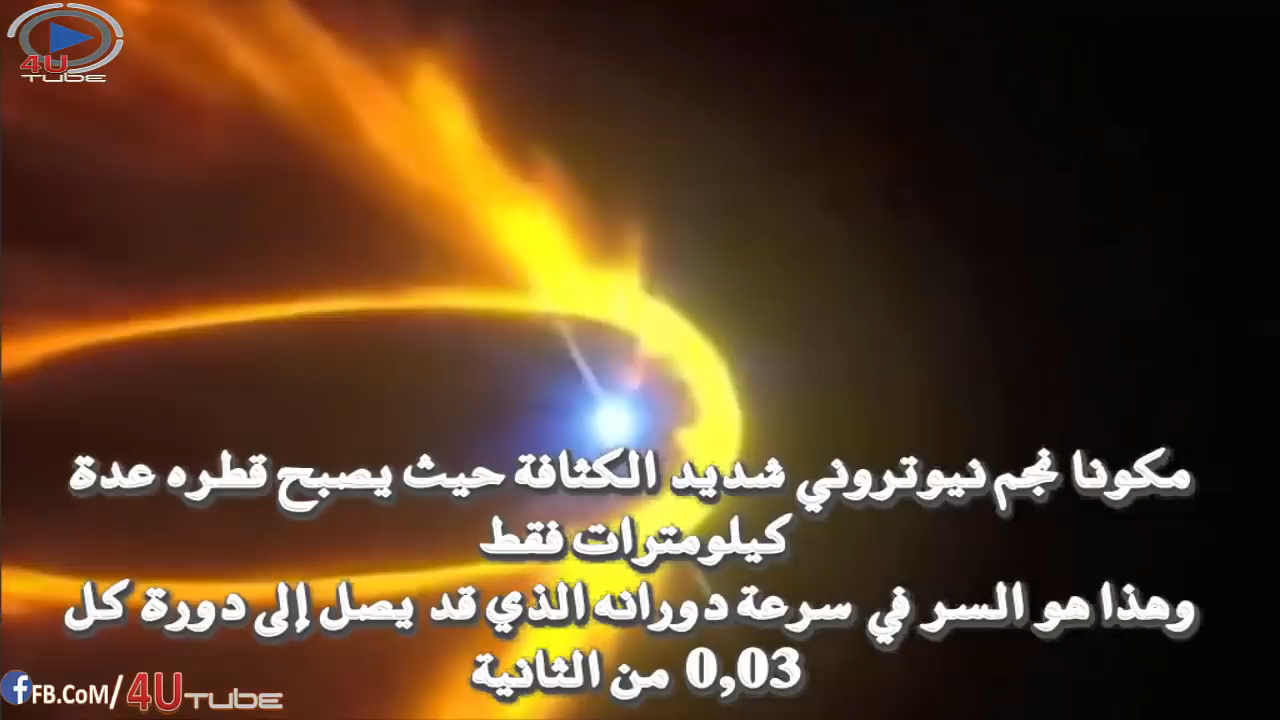 4U
TUBE
مكونا نجم نيوتروني شديد الكثافة حيث يصبح قطره عدة
كيلومترات فقط
وهذا هو السر في سرعة دورانه الذي قد يصل إلى دورة كل
0,03 من الثانية
f FB.CoM/4UTUBE